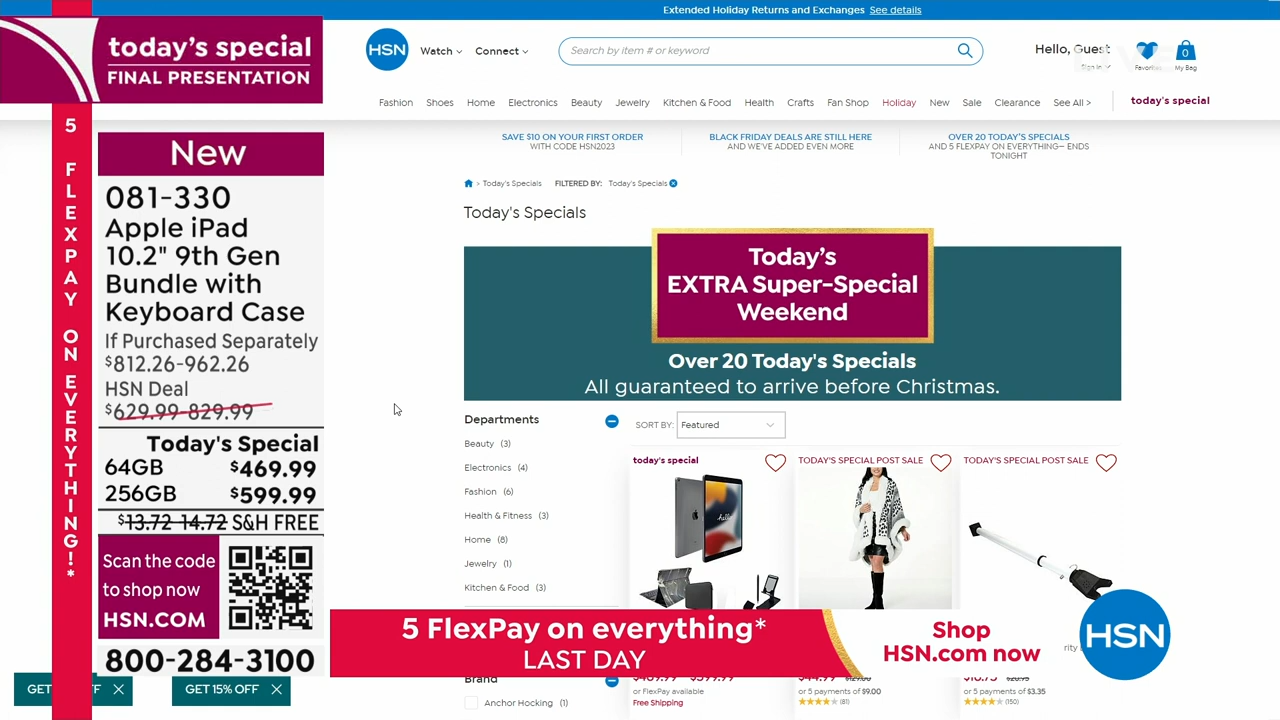 Extended Holiday Returns and Exchanges See details
today's special
FINAL PRESENTATION
HSN
Watch
Connect
Search by item # or keyword
Hello, Guest
Sign In
Favorites
0
My Bag
Fashion Shoes Home Electronics Beauty Jewelry Kitchen & Food Health Crafts Fan Shop Holiday New Sale Clearance See All >
today's special
SAVE $10 ON YOUR FIRST ORDER
WITH CODE HSN2023
BLACK FRIDAY DEALS ARE STILL HERE
AND WE'VE ADDED EVEN MORE
OVER 20 TODAY'S SPECIALS
AND 5 FLEXPAY ON EVERYTHING— ENDS
TONIGHT
5 FLEXPAY ON EVERYTHING!*
New
081-330
Apple iPad
10.2" 9th Gen
Bundle with
Keyboard Case
If Purchased Separately
$812.26-962.26
HSN Deal
$629.99-829.99
Today's Special
64GB $469.99
256GB $599.99
$13.72-14.72 S&H FREE
Scan the code
to shop now
HSN.COM
800-284-3100
GET
FF
GET 15% OFF
> Today's Specials FILTERED BY: Today's Specials
Today's Specials
Today's
EXTRA Super-Special
Weekend
Over 20 Today's Specials
All guaranteed to arrive before Christmas.
Departments
Beauty (3)
Electronics (4)
Fashion (6)
Health & Fitness (3)
Home (8)
Jewelry (1)
Kitchen & Food (3)
Brand
Anchor Hocking (1)
SORT BY: Featured
today's special
TODAY'S SPECIAL POST SALE
TODAY'S SPECIAL POST SALE
hello
5 FlexPay on everything*
LAST DAY
Shop
HSN.com now
HSN
or FlexPay available
Free Shipping
or 5 payments of $9.00
(81)
or 5 payments of $3.35
(150)